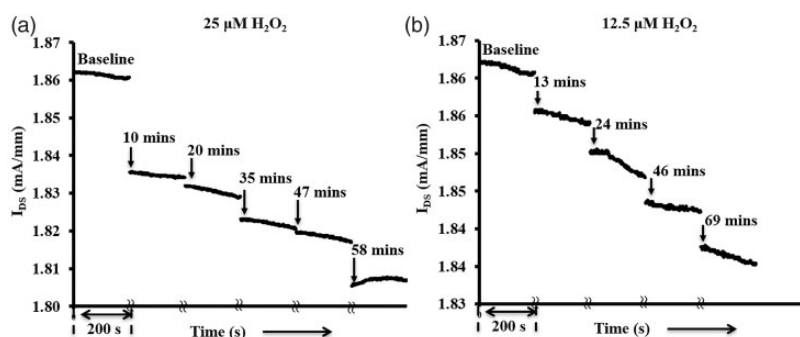 (a)
25 µM H₂O₂
I_DS (mA/mm)
1.87
1.86
1.85
1.84
1.83
1.82
1.81
1.80
Baseline
10 mins
20 mins
35 mins
47 mins
58 mins
200 s
Time (s)
(b)
12.5 µM H₂O₂
I_DS (mA/mm)
1.87
1.86
1.86
1.85
1.85
1.84
1.84
1.83
Baseline
13 mins
24 mins
46 mins
69 mins
200 s
Time (s)